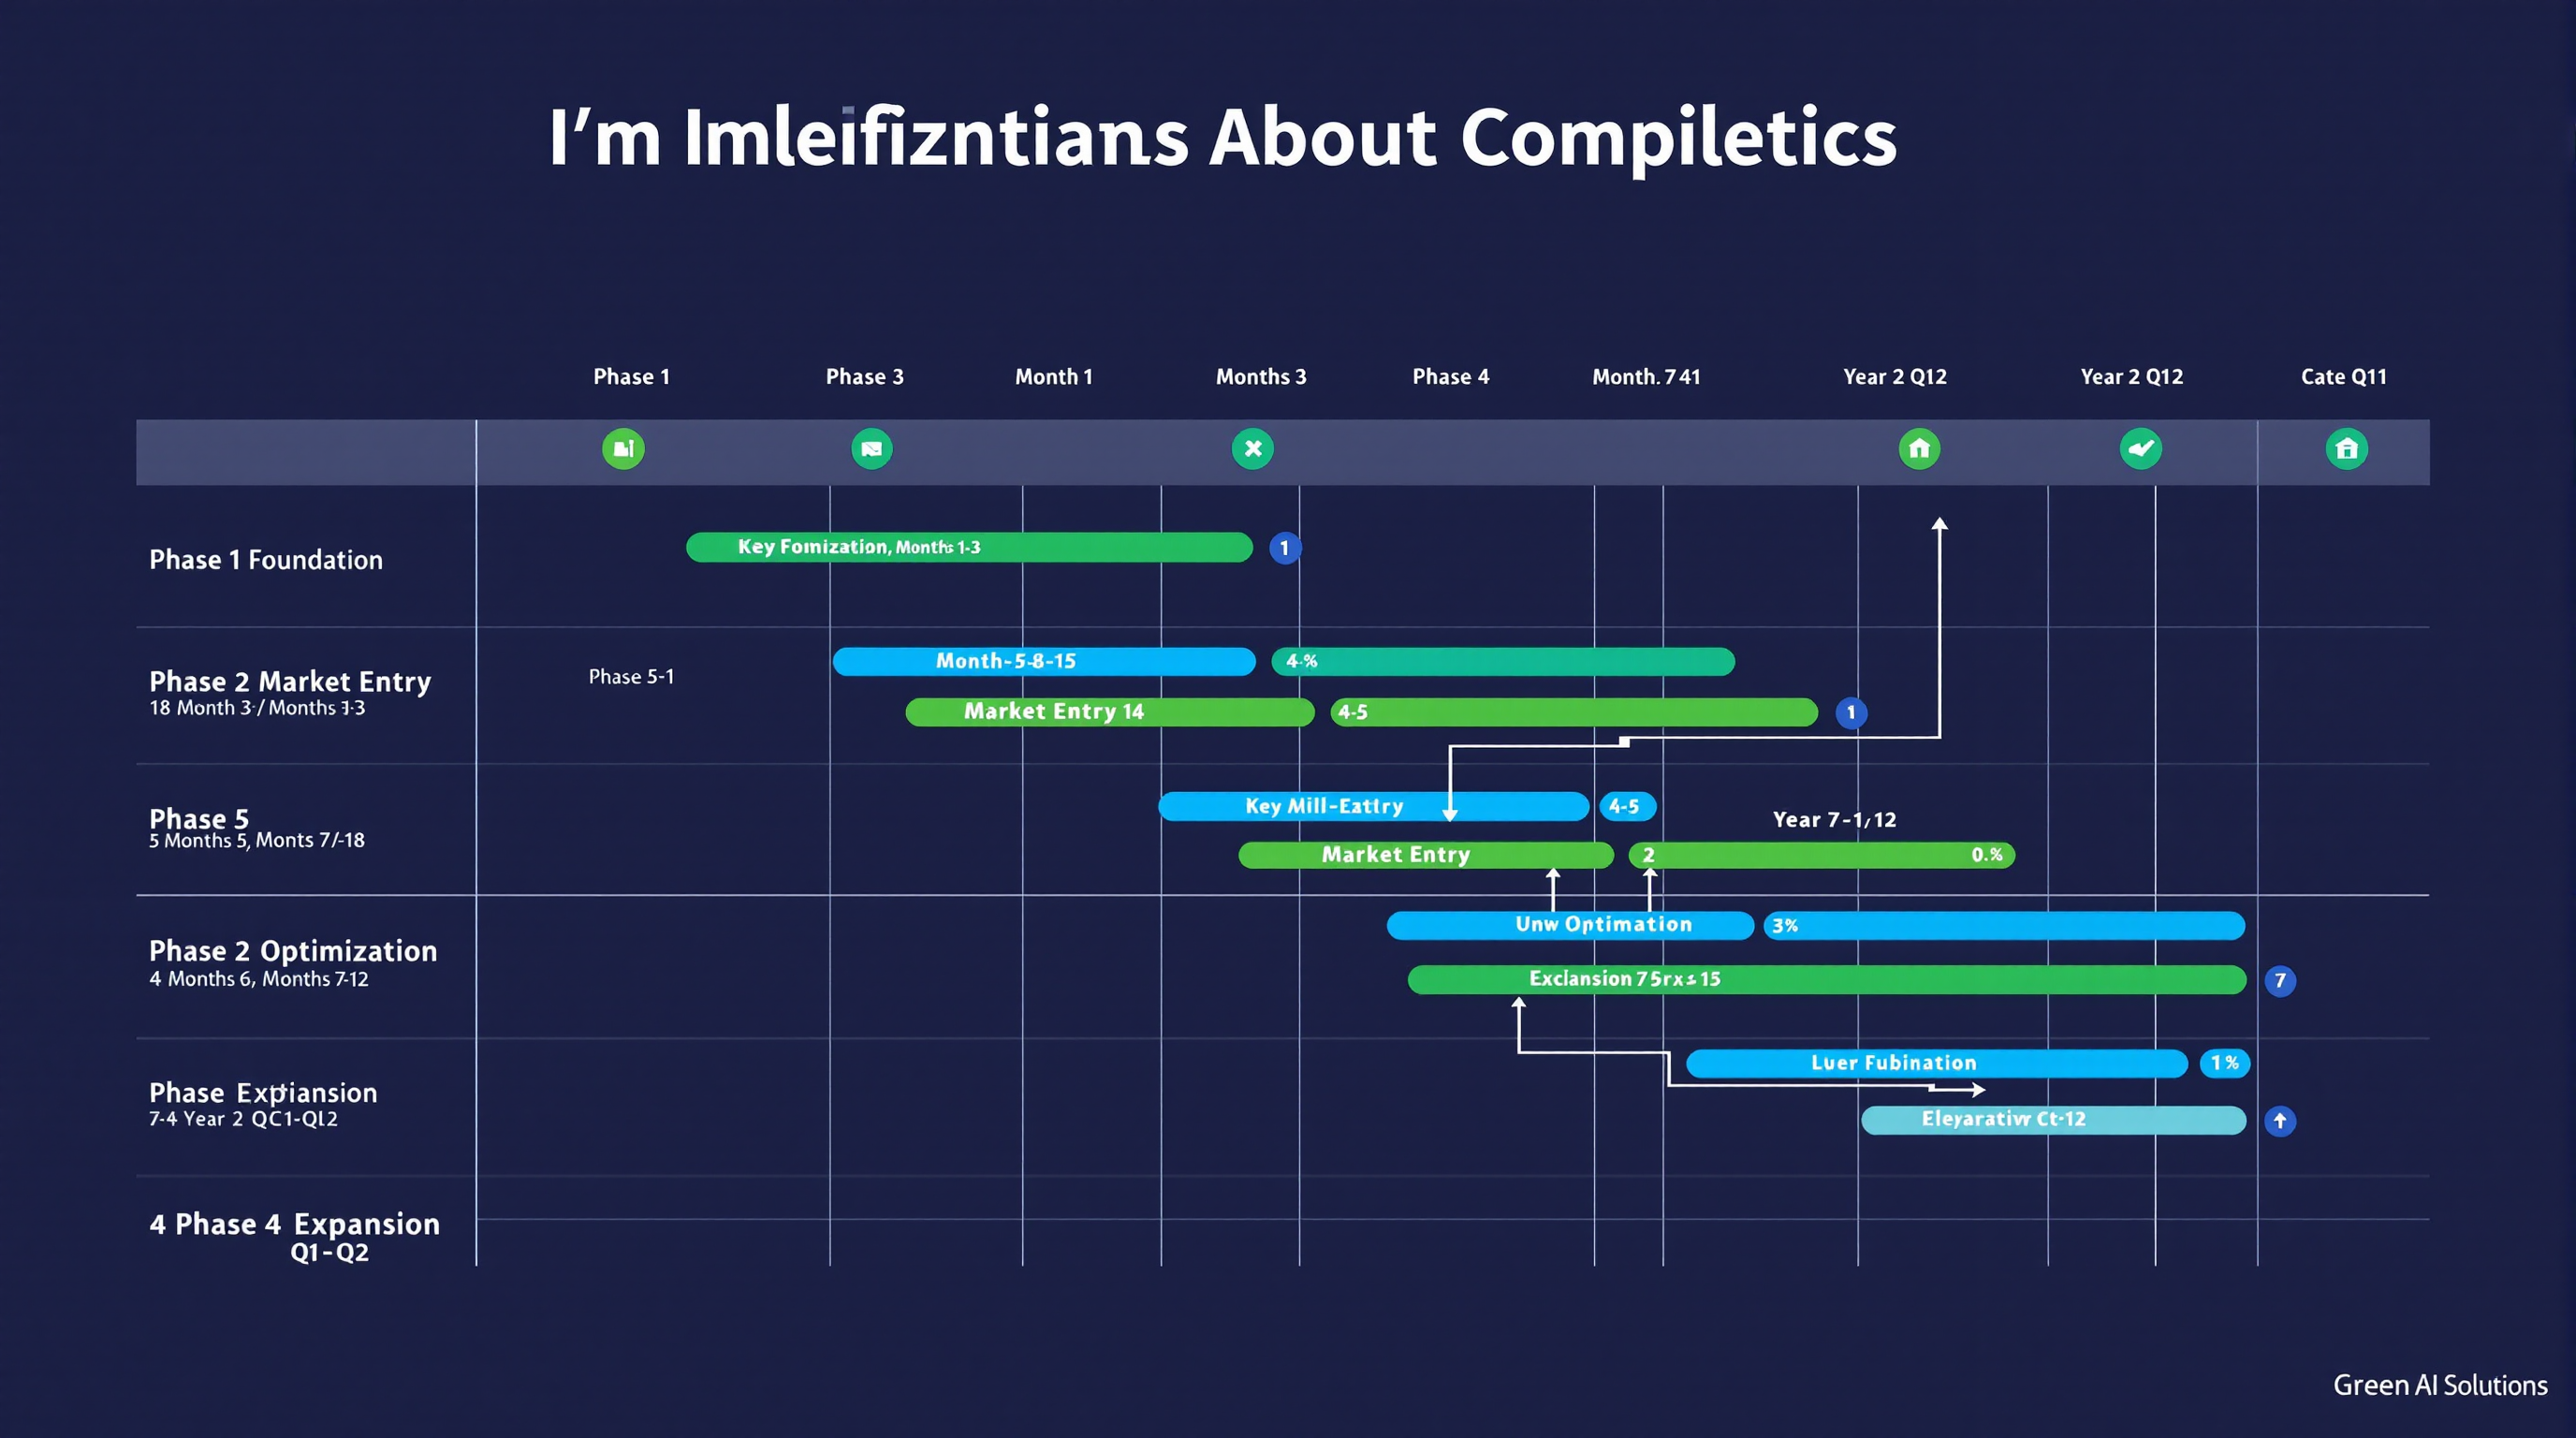 I'm Imleifizntians About Compiletics
Phase 1
Phase 3
Month 1
Months 3
Phase 4
Month. 7 41
Year 2 Q12
Year 2 Q12
Cate Q11
Phase 1 Foundation
Key Fomization, Months 1-3
1
Phase 2 Market Entry
18 Month 3-/ Months 1-3
Phase 5-1
Month-5-8-15
4-%
Market Entry 14
4-5
1
Phase 5
5 Months 5, Monts 7/-18
Key Mill-Eattry
4-5
Year 7-1/12
Market Entry
2
0.%
Phase 2 Optimization
4 Months 6, Months 7-12
Unw Optimation
3%
Exclansion 75rxs 15
7
Phase Exptiansion
7-4 Year 2 QC1-Q12
Luer Fubination
1%
Eleyarativr Ct-12
4 Phase 4 Expansion
Q1-Q2
Green AI Solutions